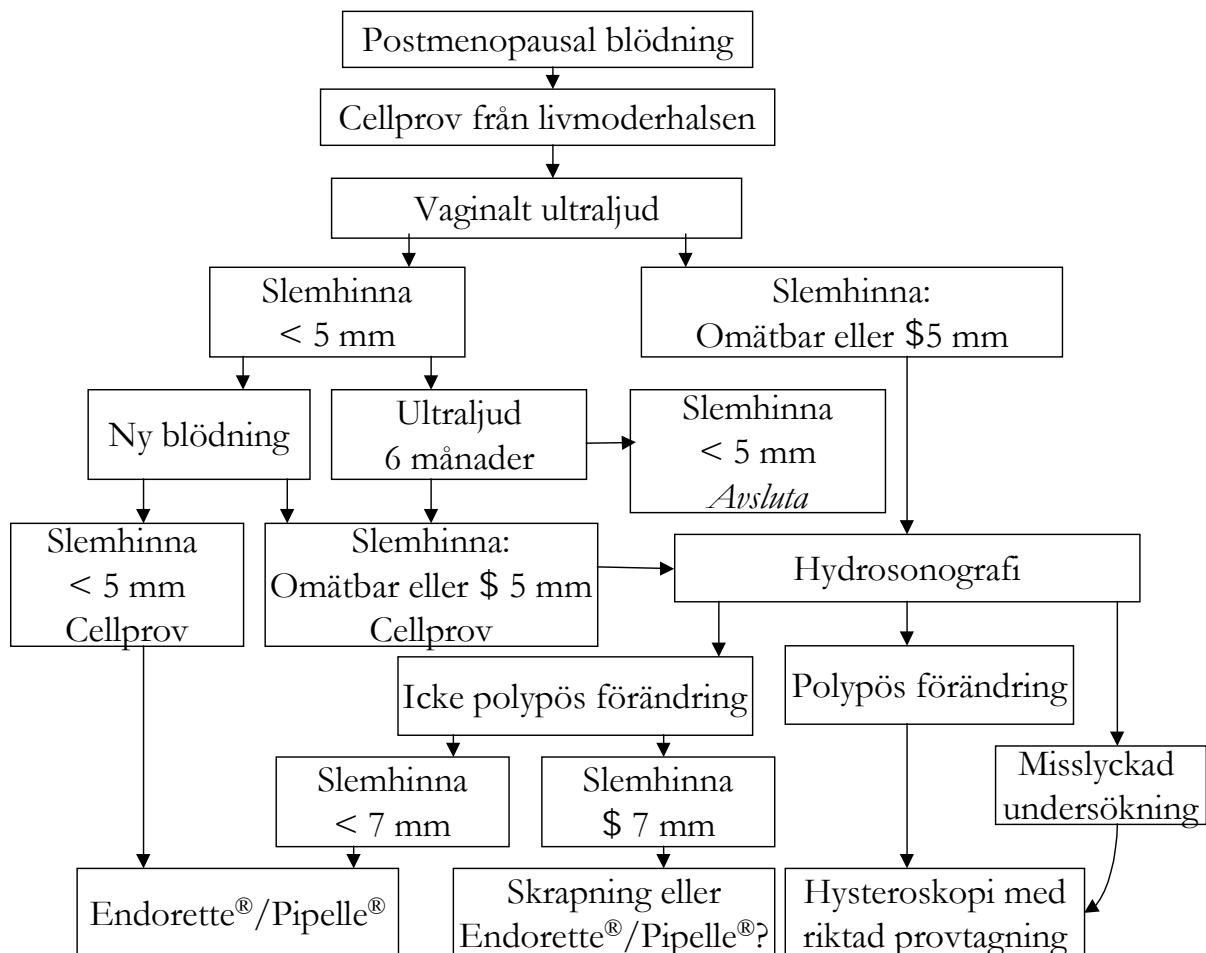 Postmenopausal blödning
Cellprov från livmoderhalsen
Vaginalt ultraljud
Slemhinna
< 5 mm
Slemhinna:
Omätbar eller $5 mm
Ny blödning
Ultraljud
6 månader
Slemhinna
< 5 mm
Avsluta
Slemhinna
< 5 mm
Cellprov
Slemhinna:
Omätbar eller $ 5 mm
Cellprov
Hydrosonografi
Icke polypös förändring
Polypös förändring
Misslyckad
undersökning
Slemhinna
< 7 mm
Slemhinna
$ 7 mm
Endorette®/Pipelle®
Skrapning eller
Endorette®/Pipelle®?
Hysteroskopi med
riktad provtagning